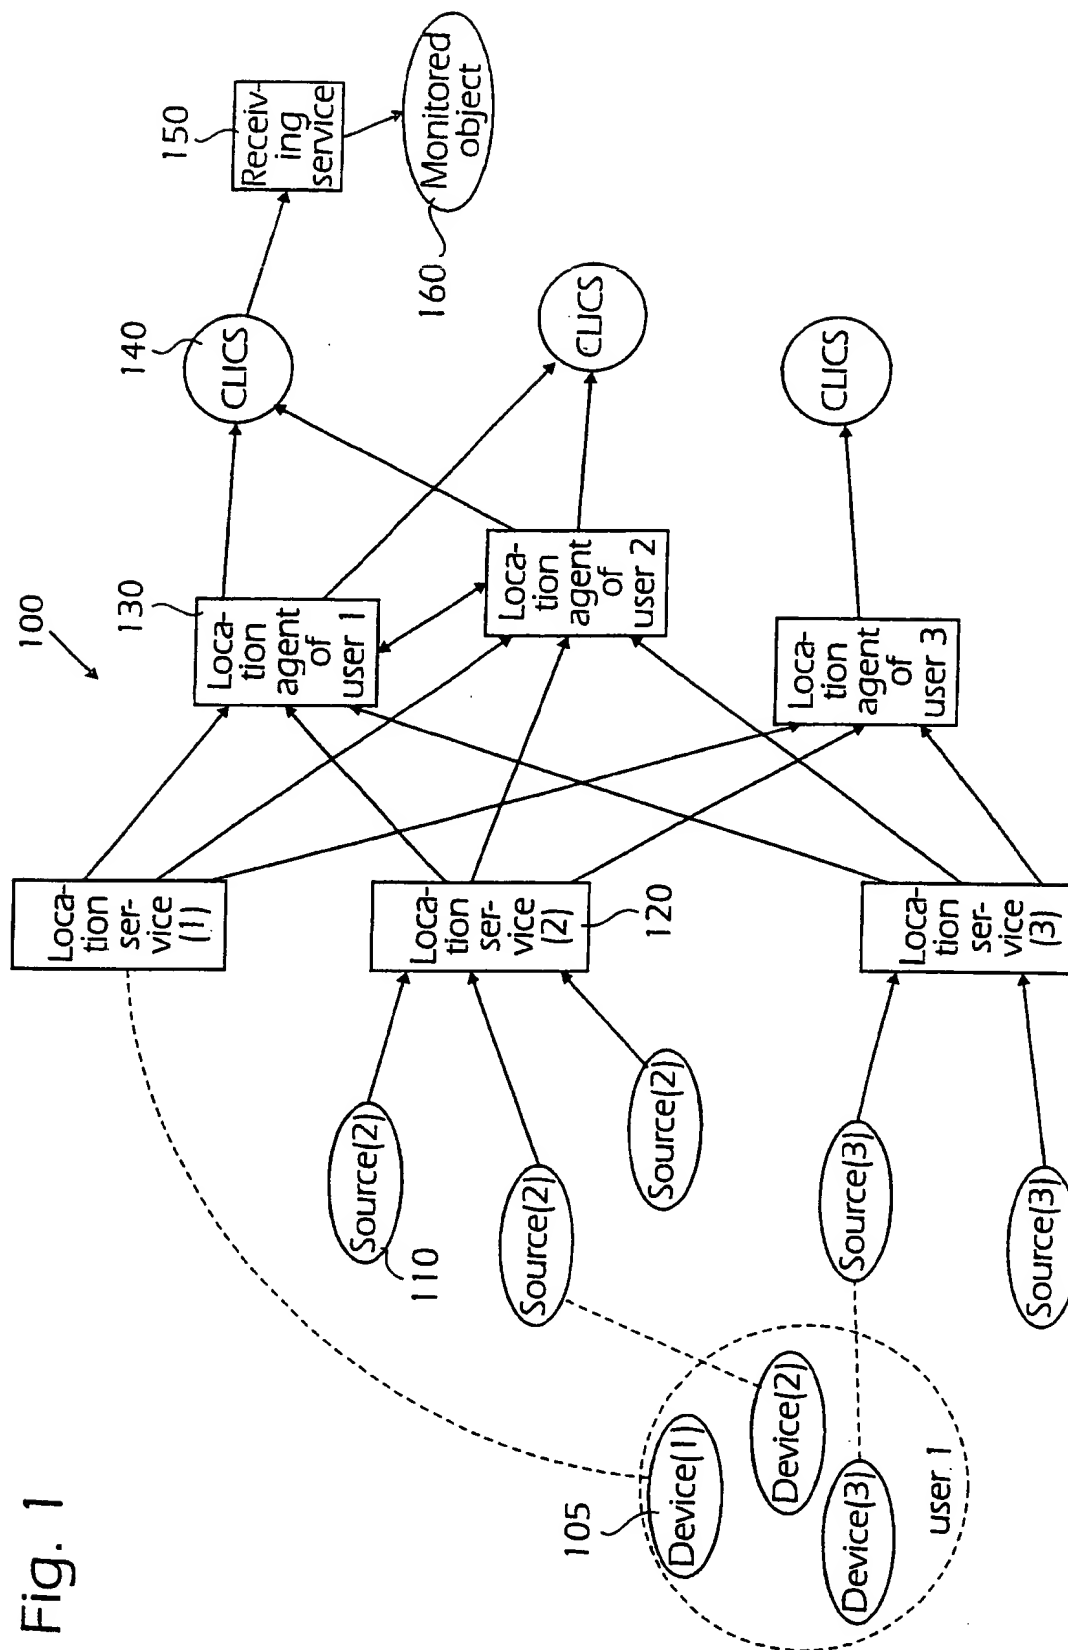 Fig. 1
100
105
Device(1)
Device(2)
Device(3)
user 1
110
Source(2)
Source(2)
Source(2)
Source(3)
Source(3)
Loca-
tion
ser-
vice
(1)
Loca-
tion
ser-
vice
(2)
120
Loca-
tion
ser-
vice
(3)
130
Loca-
tion
agent
of
user 1
Loca-
tion
agent
of
user 2
Loca-
tion
agent
of
user 3
140
CLICS
CLICS
CLICS
150
Receiv-
ing
service
160
Monitored
object